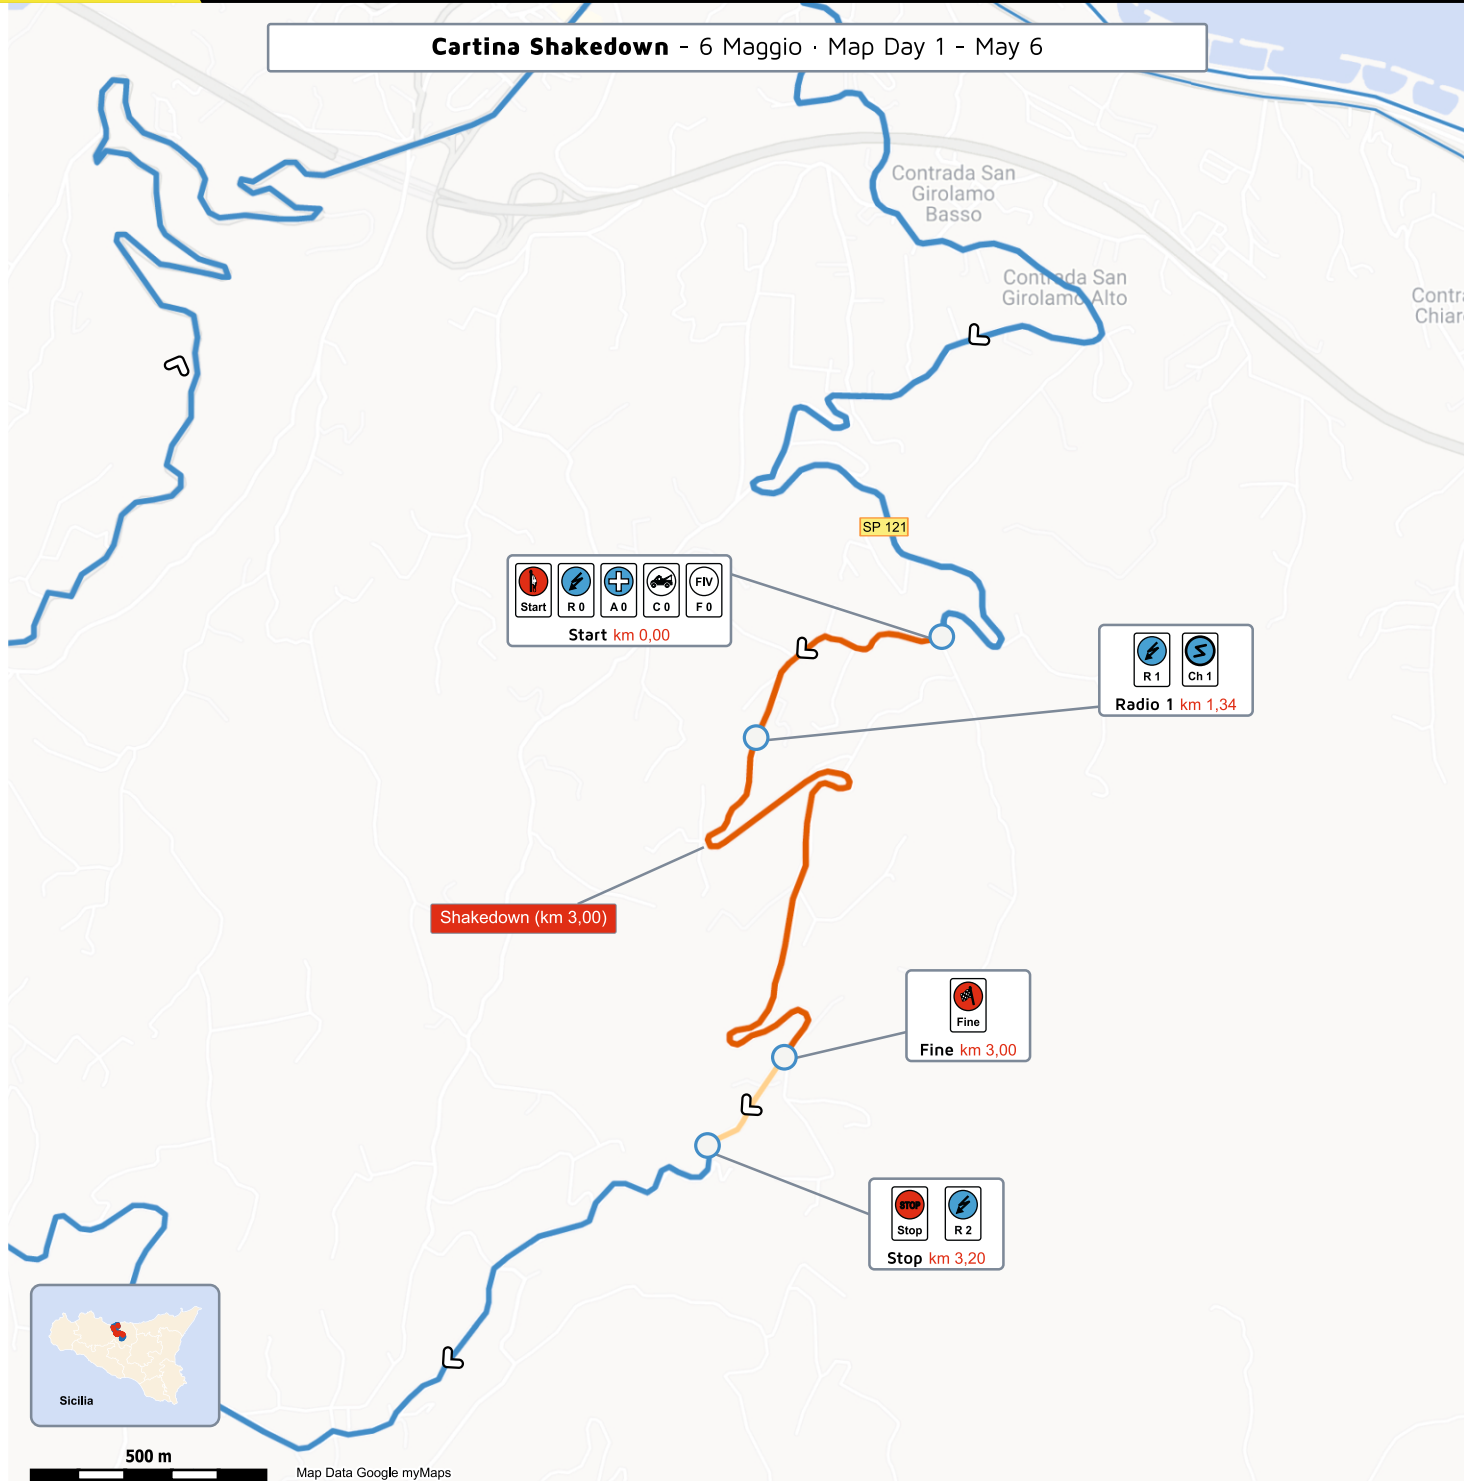 Cartina Shakedown - 6 Maggio · Map Day 1 - May 6
Contrada San
Girolamo
Basso
Contrada San
Girolamo Alto
Contr
Chiar
SP 121
FIV
Start R 0 A 0 C 0 F 0
Start km 0,00
R 1 Ch 1
Radio 1 km 1,34
Shakedown (km 3,00)
Fine
Fine km 3,00
STOP
Stop R 2
Stop km 3,20
Sicilia
500 m
Map Data Google myMaps